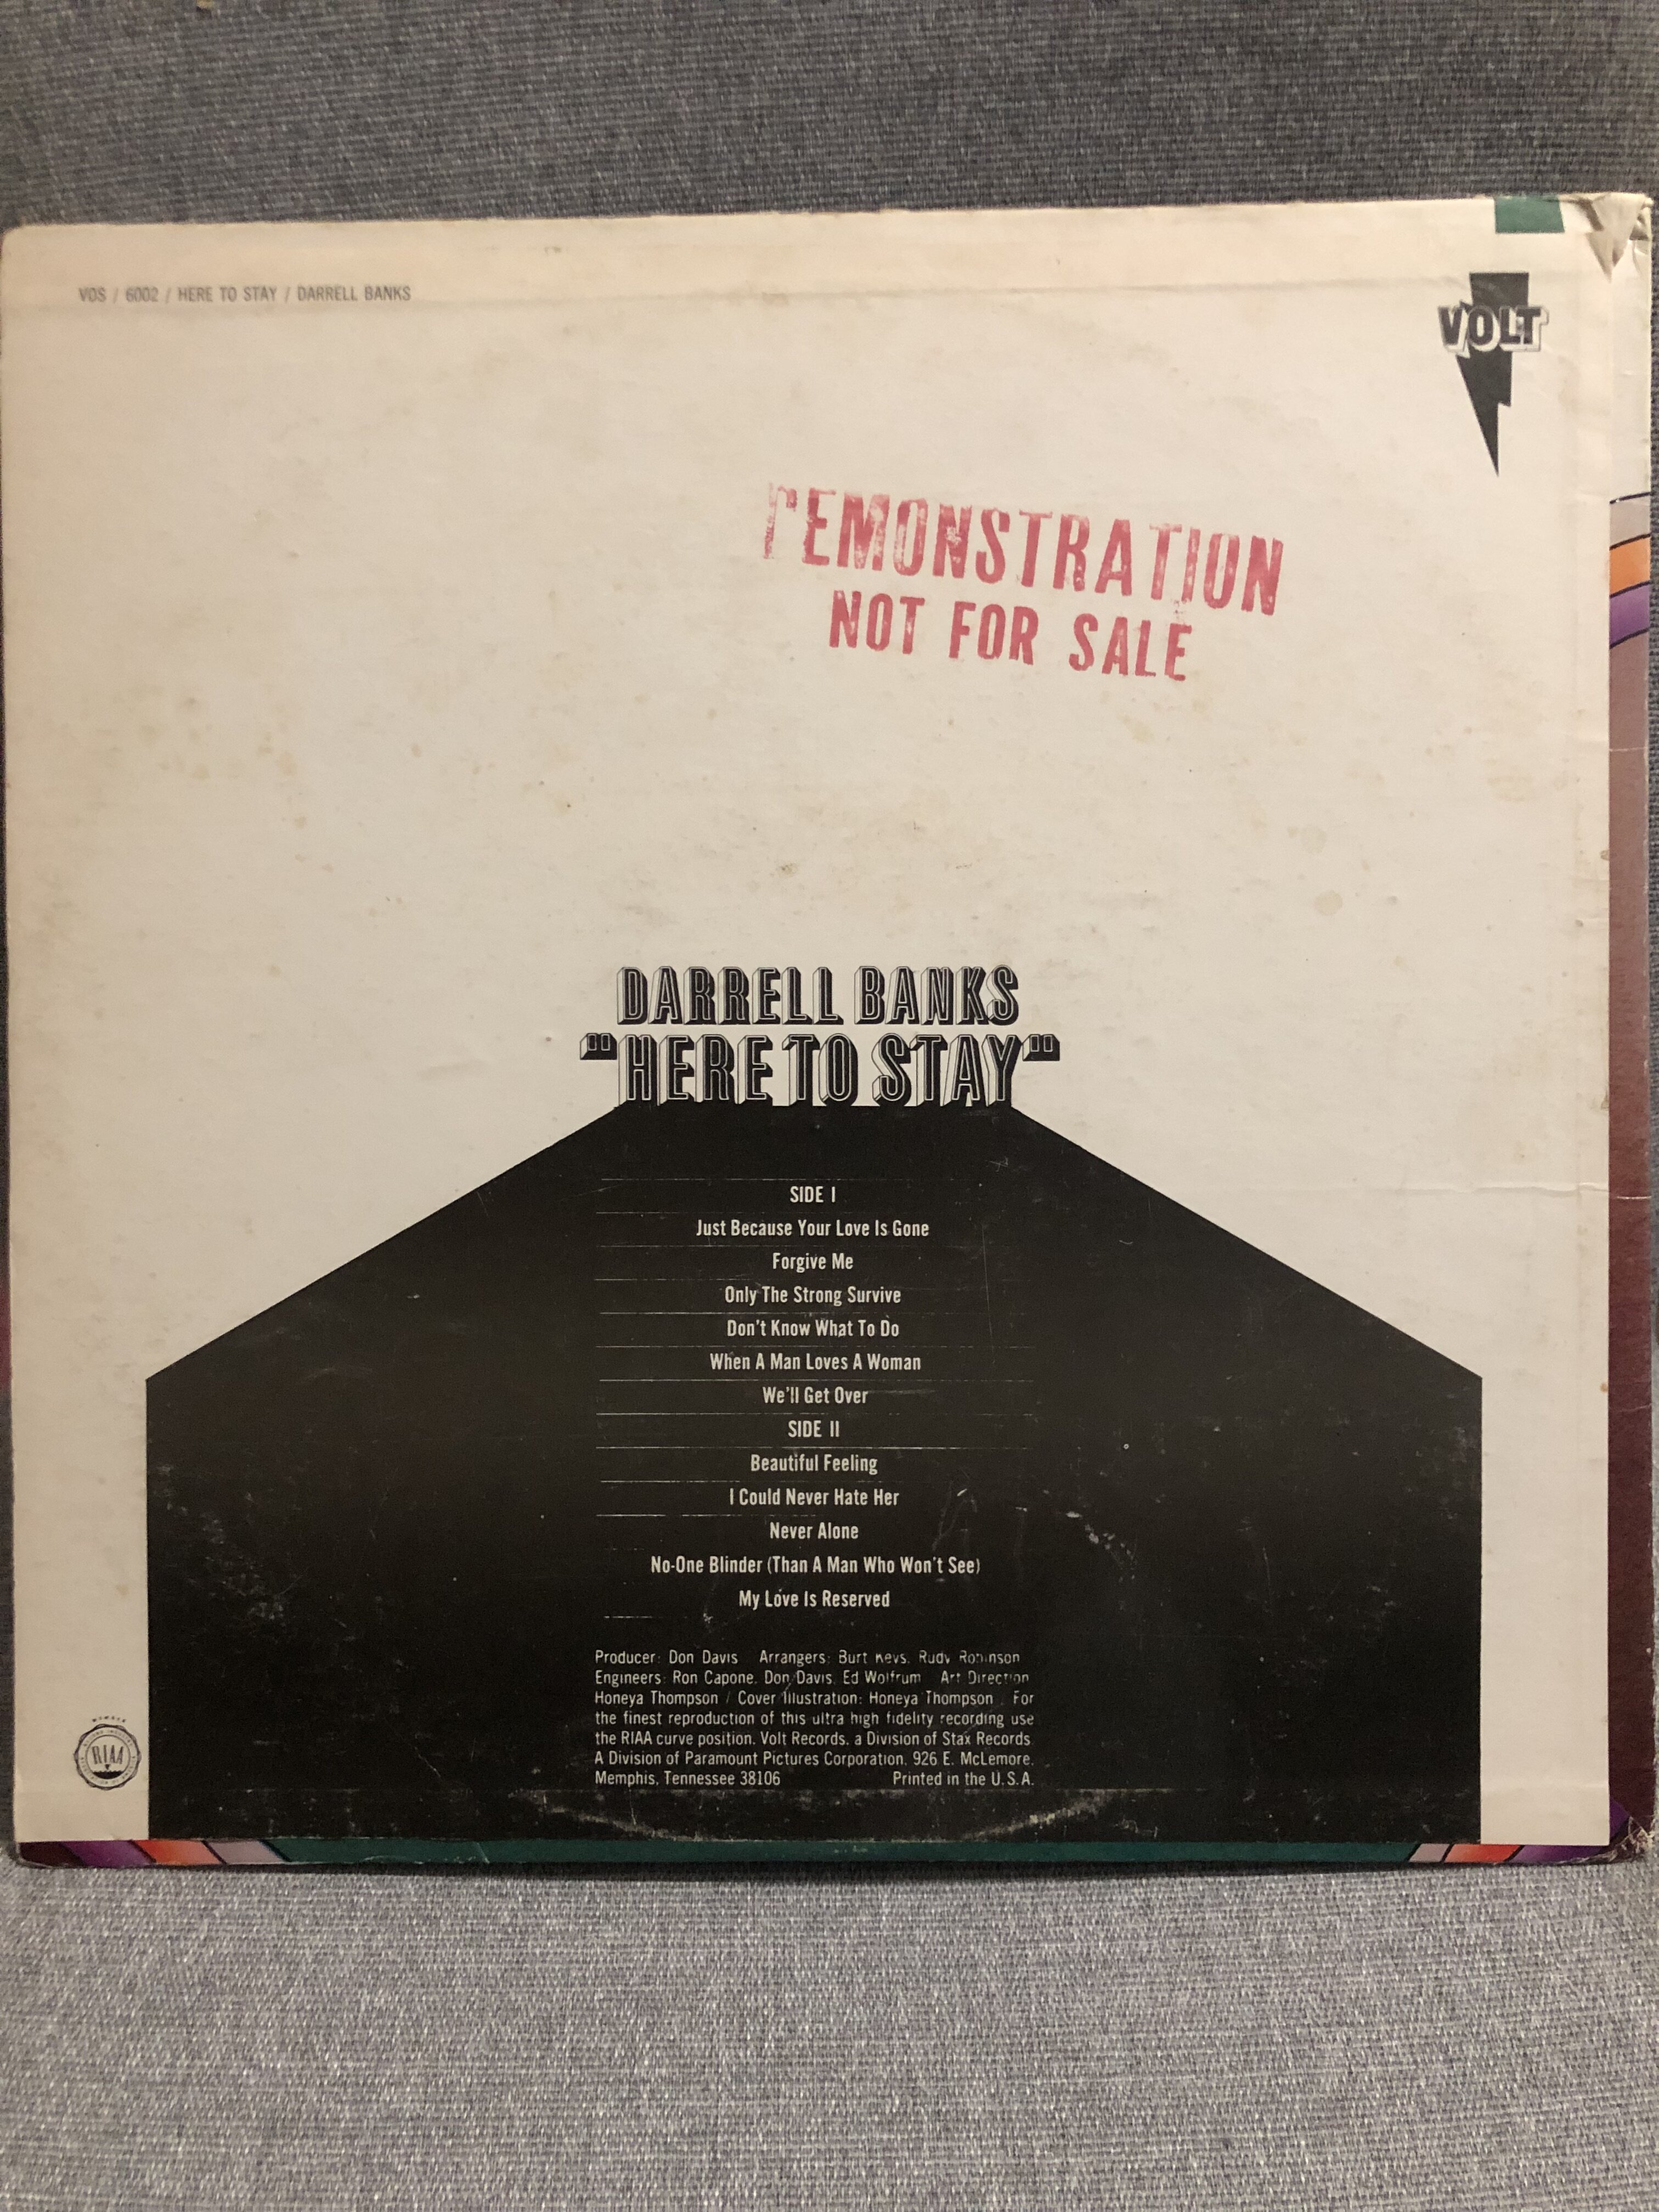 VOS / 6002 / HERE TO STAY / DARRELL BANKS
VOLT
DEMONSTRATION
NOT FOR SALE
DARRELL BANKS
"HERE TO STAY"
SIDE I
Just Because Your Love Is Gone
Forgive Me
Only The Strong Survive
Don't Know What To Do
When A Man Loves A Woman
We'll Get Over
SIDE II
Beautiful Feeling
I Could Never Hate Her
Never Alone
No-One Blinder (Than A Man Who Won't See)
My Love Is Reserved
Producer: Don Davis Arrangers: Burt Keys, Rudy Robinson
Engineers: Ron Capone, Don Davis, Ed Wolfrum Art Direction
Honeya Thompson / Cover Illustration: Honeya Thompson . For
the finest reproduction of this ultra high fidelity recording use
the RIAA curve position. Volt Records, a Division of Stax Records
A Division of Paramount Pictures Corporation, 926 E. McLemore,
Memphis, Tennessee 38106 Printed in the U.S.A.
RIAA